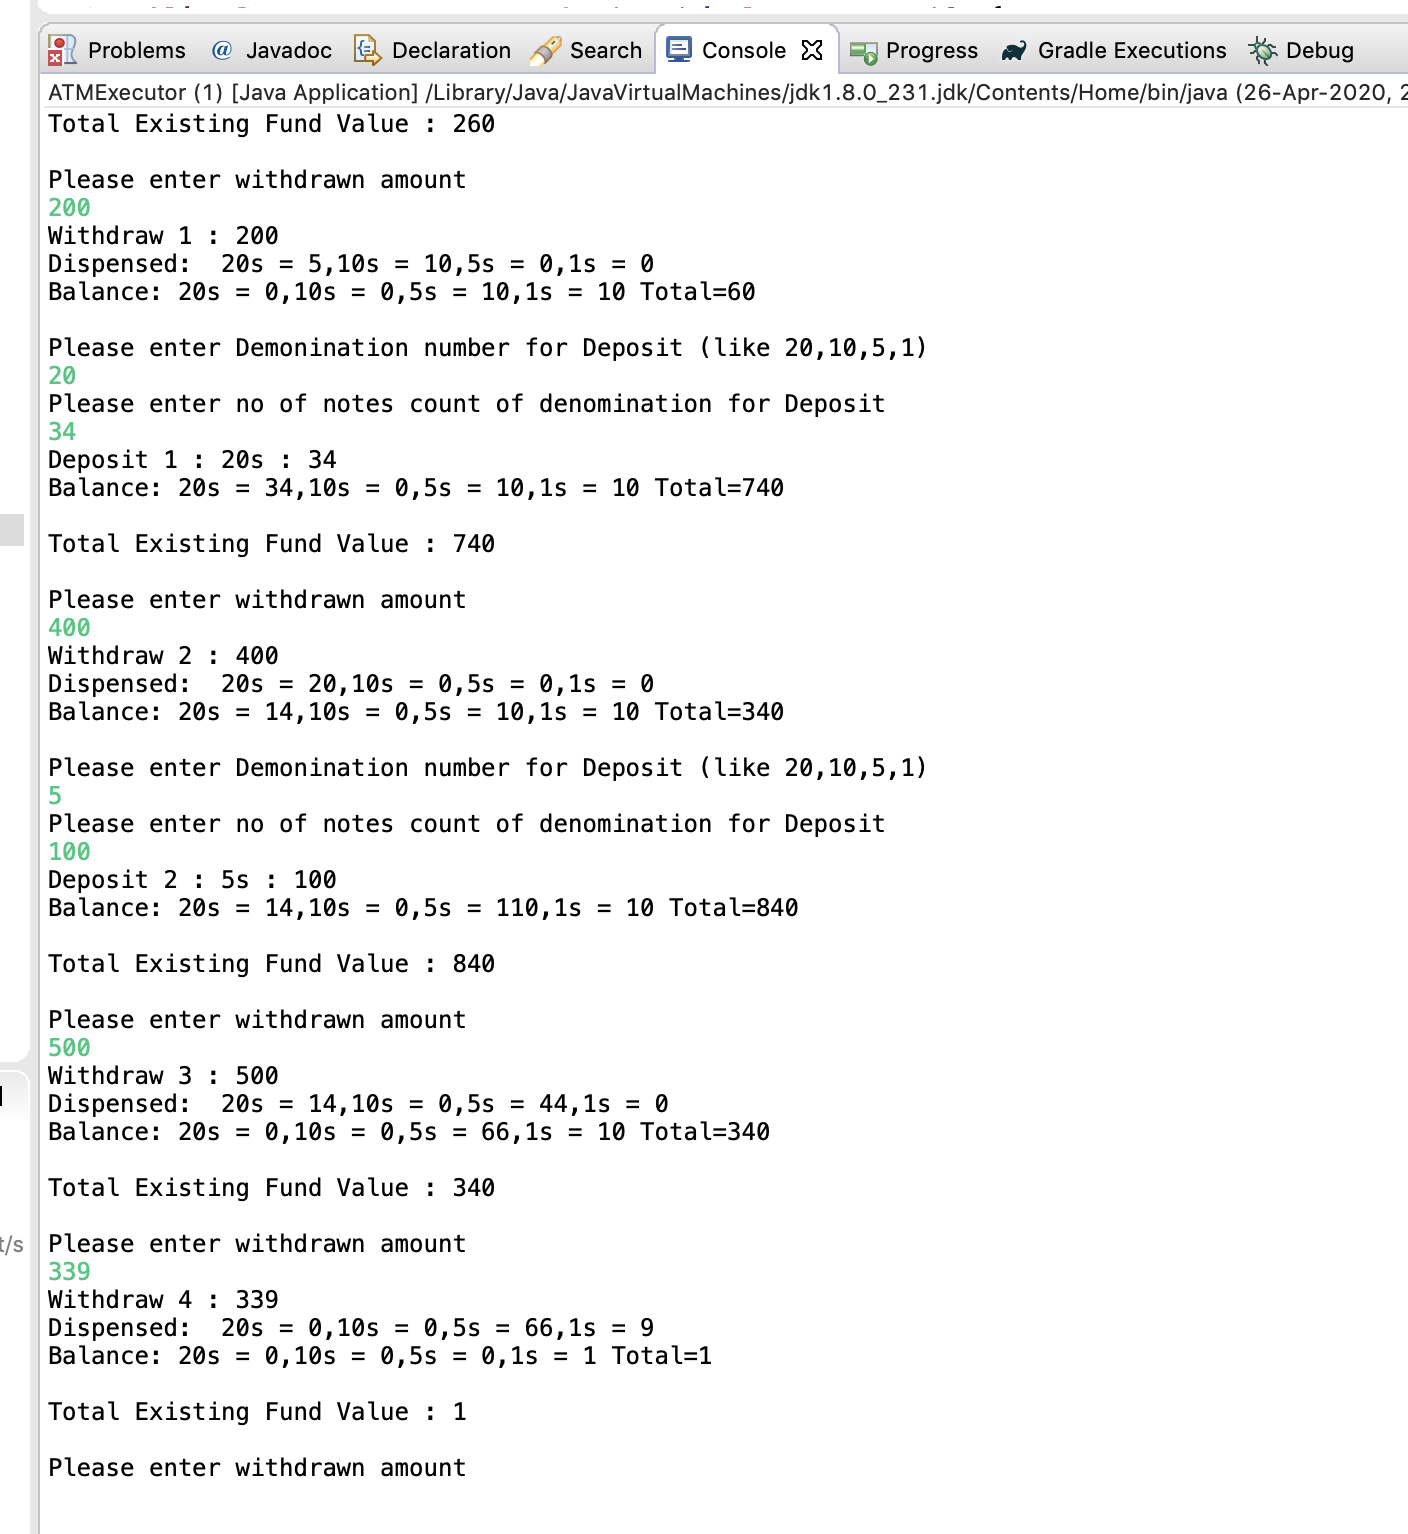 Problems @ Javadoc Declaration Search Console Progress Gradle Executions Debug
ATMExecutor (1) [Java Application] /Library/Java/JavaVirtualMachines/jdk1.8.0_231.jdk/Contents/Home/bin/java (26-Apr-2020, 2
Total Existing Fund Value : 260
Please enter withdrawn amount
200
Withdraw 1 : 200
Dispensed:  20s = 5,10s = 10,5s = 0,1s = 0
Balance: 20s = 0,10s = 0,5s = 10,1s = 10 Total=60
Please enter Demonination number for Deposit (like 20,10,5,1)
20
Please enter no of notes count of denomination for Deposit
34
Deposit 1 : 20s : 34
Balance: 20s = 34,10s = 0,5s = 10,1s = 10 Total=740
Total Existing Fund Value : 740
Please enter withdrawn amount
400
Withdraw 2 : 400
Dispensed:  20s = 20,10s = 0,5s = 0,1s = 0
Balance: 20s = 14,10s = 0,5s = 10,1s = 10 Total=340
Please enter Demonination number for Deposit (like 20,10,5,1)
5
Please enter no of notes count of denomination for Deposit
100
Deposit 2 : 5s : 100
Balance: 20s = 14,10s = 0,5s = 110,1s = 10 Total=840
Total Existing Fund Value : 840
Please enter withdrawn amount
500
Withdraw 3 : 500
Dispensed:  20s = 14,10s = 0,5s = 44,1s = 0
Balance: 20s = 0,10s = 0,5s = 66,1s = 10 Total=340
Total Existing Fund Value : 340
t/s
Please enter withdrawn amount
339
Withdraw 4 : 339
Dispensed:  20s = 0,10s = 0,5s = 66,1s = 9
Balance: 20s = 0,10s = 0,5s = 0,1s = 1 Total=1
Total Existing Fund Value : 1
Please enter withdrawn amount